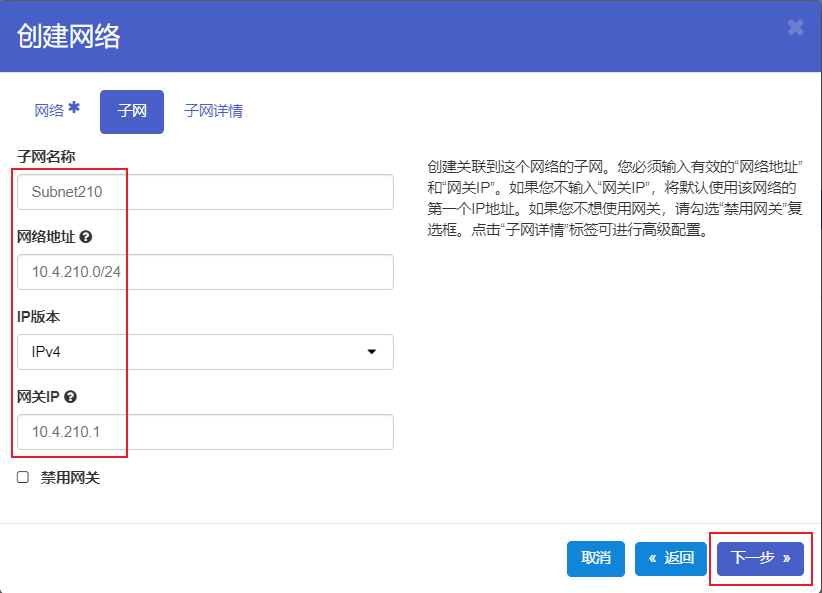 创建网络
网络 * 子网 子网详情
子网名称
Subnet210
网络地址
10.4.210.0/24
IP版本
IPv4
网关IP
10.4.210.1
禁用网关
创建关联到这个网络的子网。您必须输入有效的“网络地址”
和“网关IP”。如果您不输入“网关IP”，将默认使用该网络的
第一个IP地址。如果您不想使用网关，请勾选“禁用网关”复
选框。点击“子网详情”标签可进行高级配置。
取消 « 返回 下一步 »